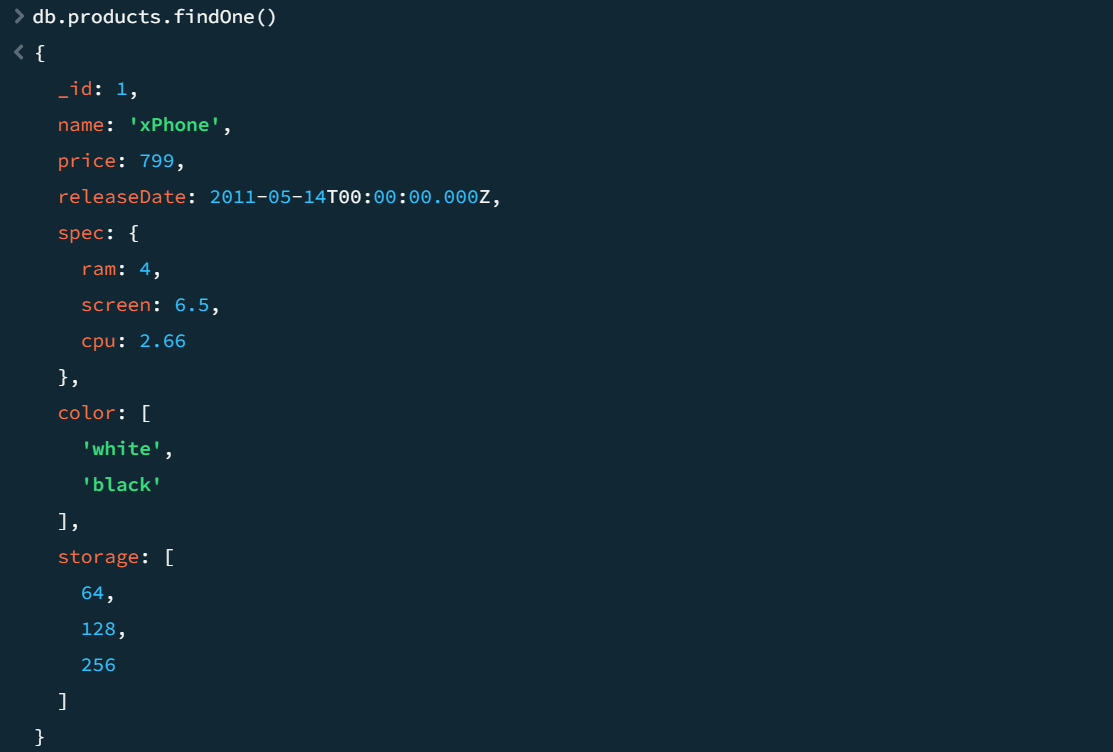 > db.products.findOne()
< {
    _id: 1,
    name: 'xPhone',
    price: 799,
    releaseDate: 2011-05-14T00:00:00.000Z,
    spec: {
      ram: 4,
      screen: 6.5,
      cpu: 2.66
    },
    color: [
      'white',
      'black'
    ],
    storage: [
      64,
      128,
      256
    ]
  }